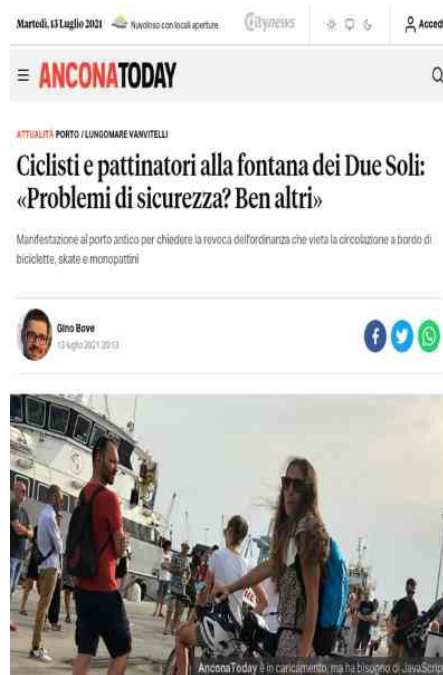 Martedì, 13 Luglio 2021 Nuvoloso con locali aperture Citynews Accedi
ANCONATODAY
ATTUALITÀ PORTO / LUNGOMARE VANVITELLI
Ciclisti e pattinatori alla fontana dei Due Soli:
«Problemi di sicurezza? Ben altri»
Manifestazione al porto antico per chiedere la revoca dell'ordinanza che vieta la circolazione a bordo di
biciclette, skate e monopattini
Gino Bove
13 luglio 2021 20:13
AnconaToday è in caricamento, ma ha bisogno di JavaScrip